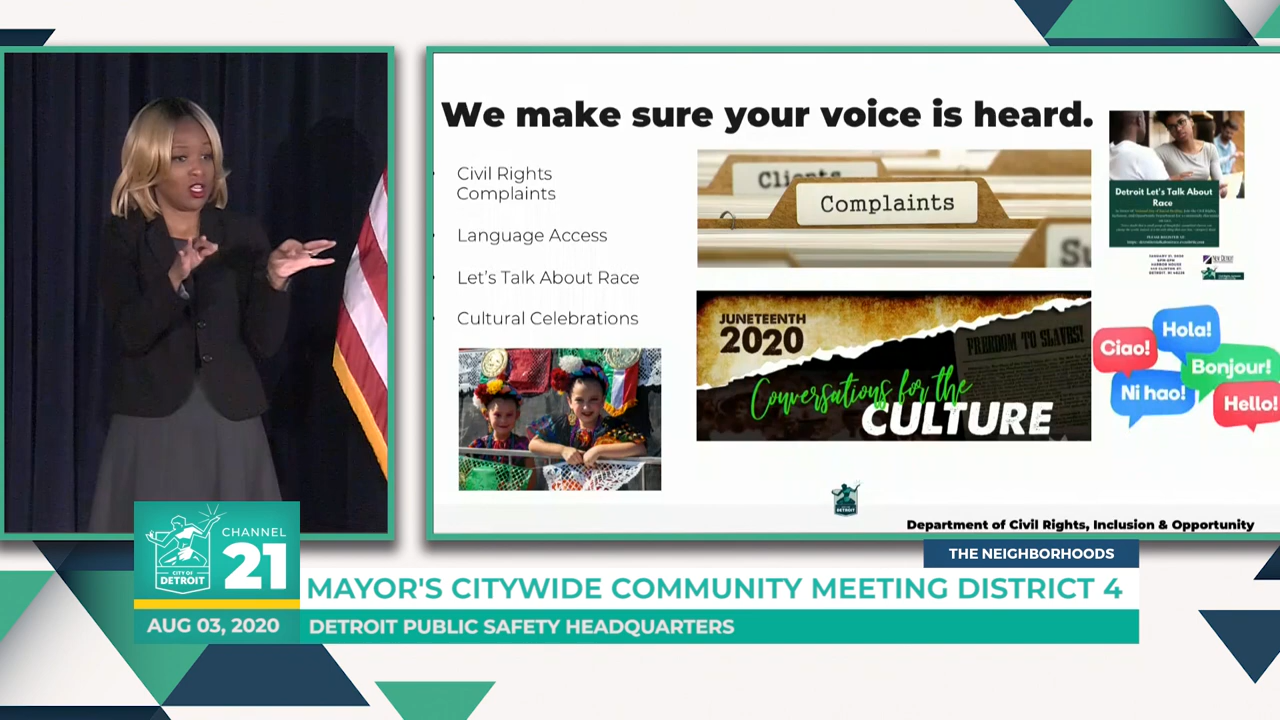 We make sure your voice is heard.
Civil Rights
Complaints
Language Access
Let's Talk About Race
Cultural Celebrations
Clients
Complaints
Su
JUNETEENTH
2020
FREEDOM TO SLAVES!
Conversations for the
CULTURE
Detroit Let's Talk About
Race
Ciao!
Hola!
Bonjour!
Ni hao!
Hello!
Department of Civil Rights, Inclusion & Opportunity
THE NEIGHBORHOODS
CITY OF
DETROIT
CHANNEL
21
MAYOR'S CITYWIDE COMMUNITY MEETING DISTRICT 4
AUG 03, 2020
DETROIT PUBLIC SAFETY HEADQUARTERS